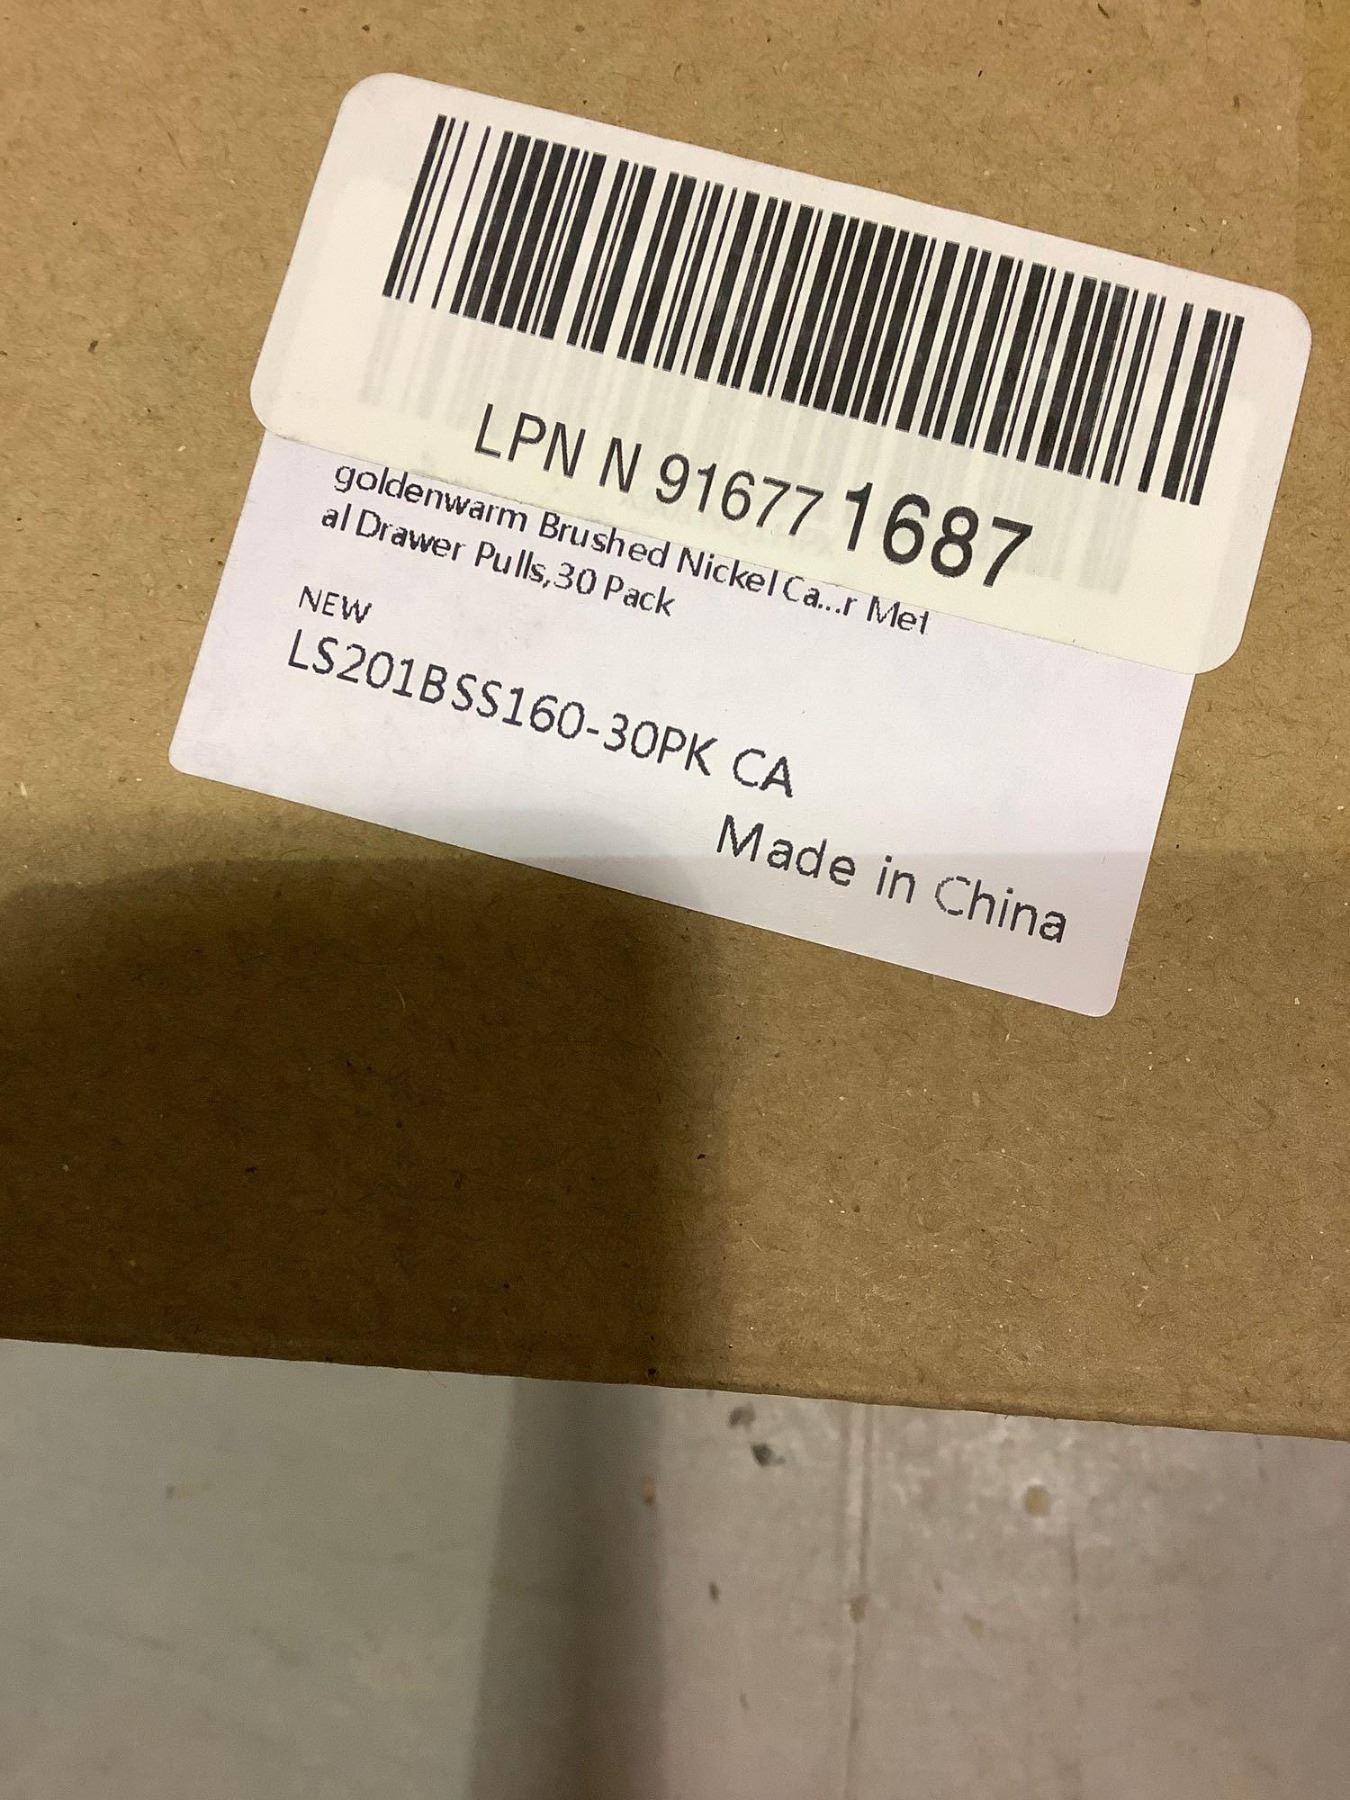 LPN N 91677 1687
goldenwarm Brushed Nickel Ca...r Met
al Drawer Pulls,30 Pack
NEW
LS201BSS160-30PK CA
Made in China